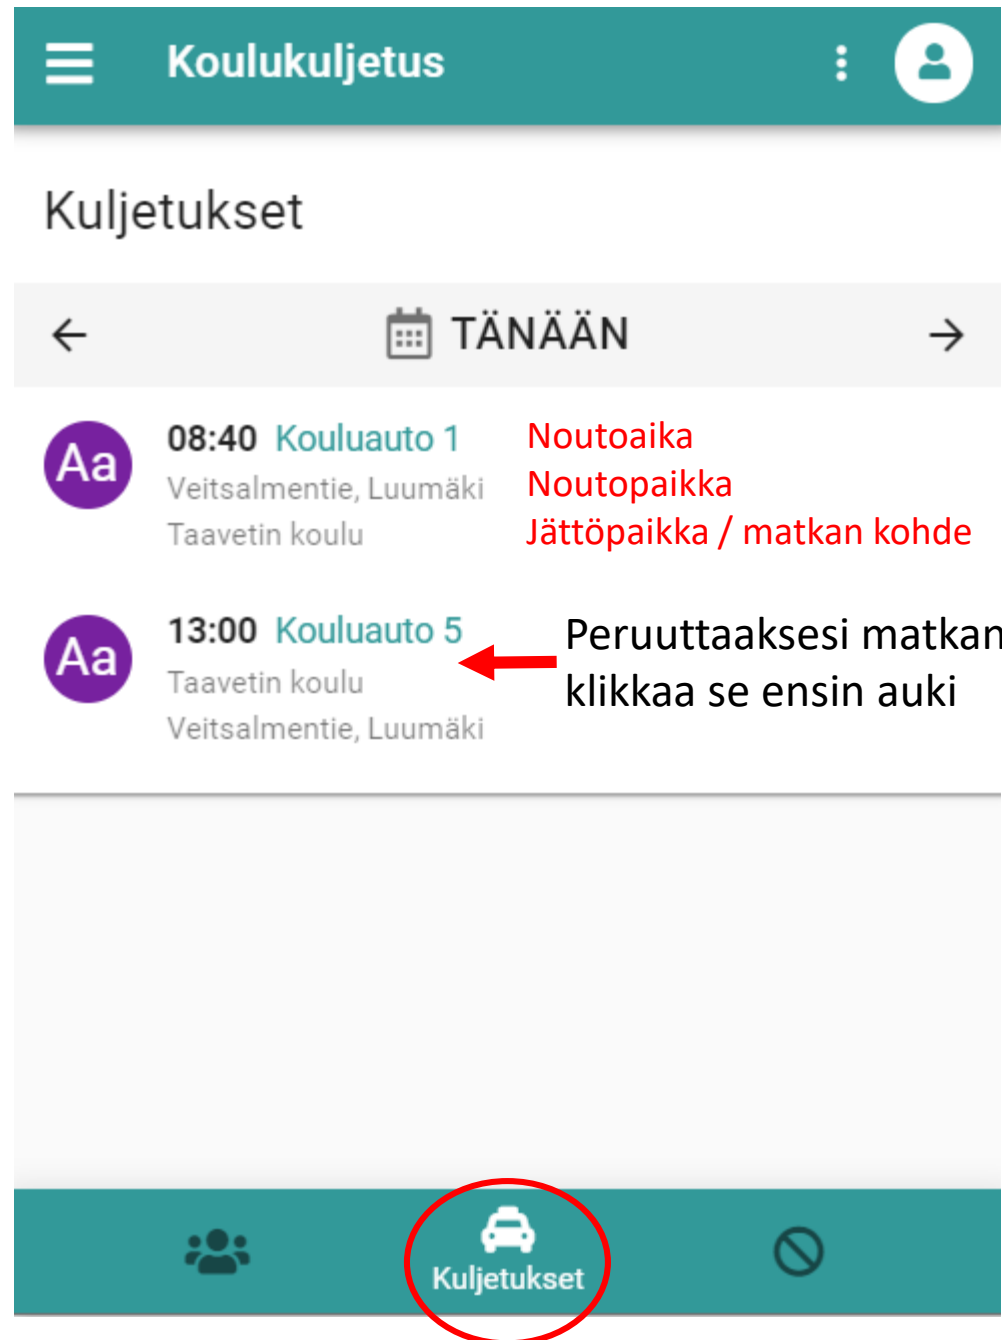 Koulukuljetus
Kuljetukset
TÄNÄÄN
Aa
08:40 Kouluauto 1
Veitsalmentie, Luumäki
Taavetin koulu
Noutoaika
Noutopaikka
Jättöpaikka / matkan kohde
Aa
13:00 Kouluauto 5
Taavetin koulu
Veitsalmentie, Luumäki
Peruuttaaksesi matkan
klikkaa se ensin auki
Kuljetukset